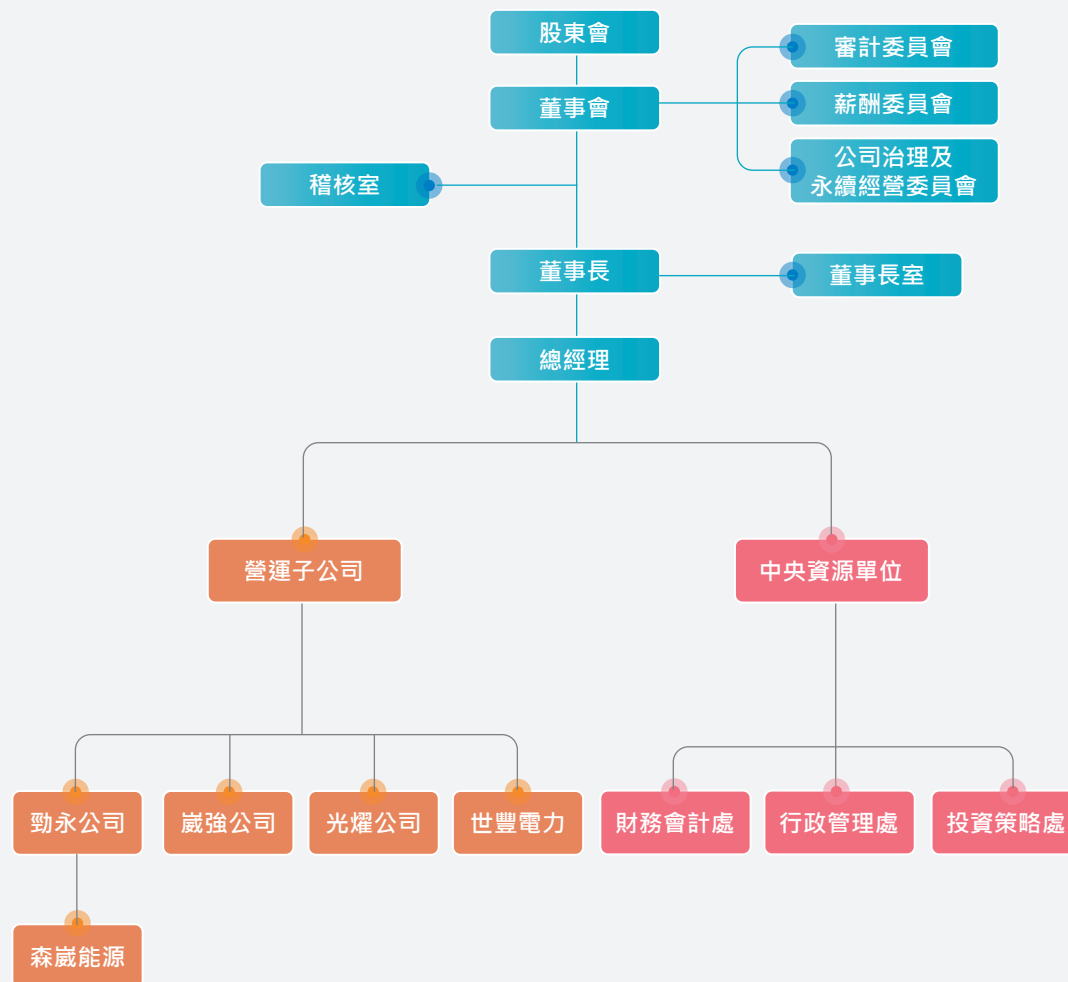 股東會
審計委員會
董事會
薪酬委員會
公司治理及
永續經營委員會
稽核室
董事長
董事長室
總經理
營運子公司
中央資源單位
勁永公司
崴強公司
光燿公司
世豐電力
財務會計處
行政管理處
投資策略處
森崴能源